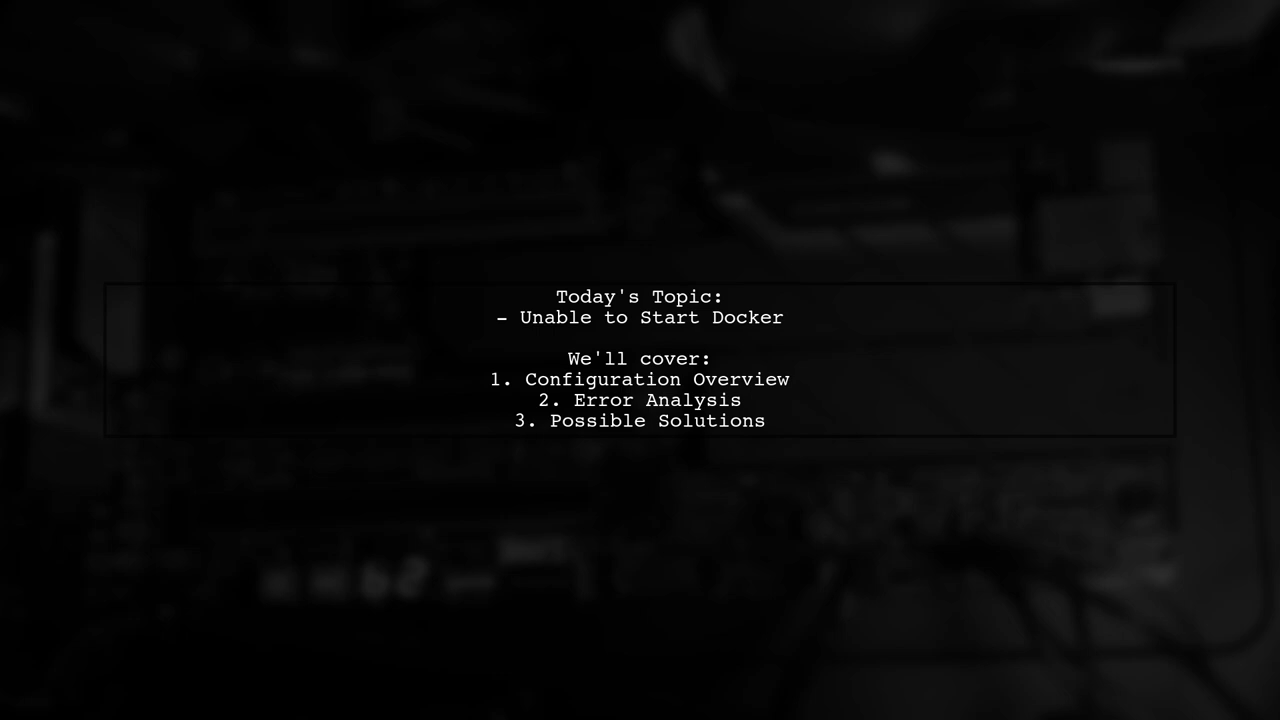 Today's Topic:
- Unable to Start Docker
We'll cover:
1. Configuration Overview
2. Error Analysis
3. Possible Solutions